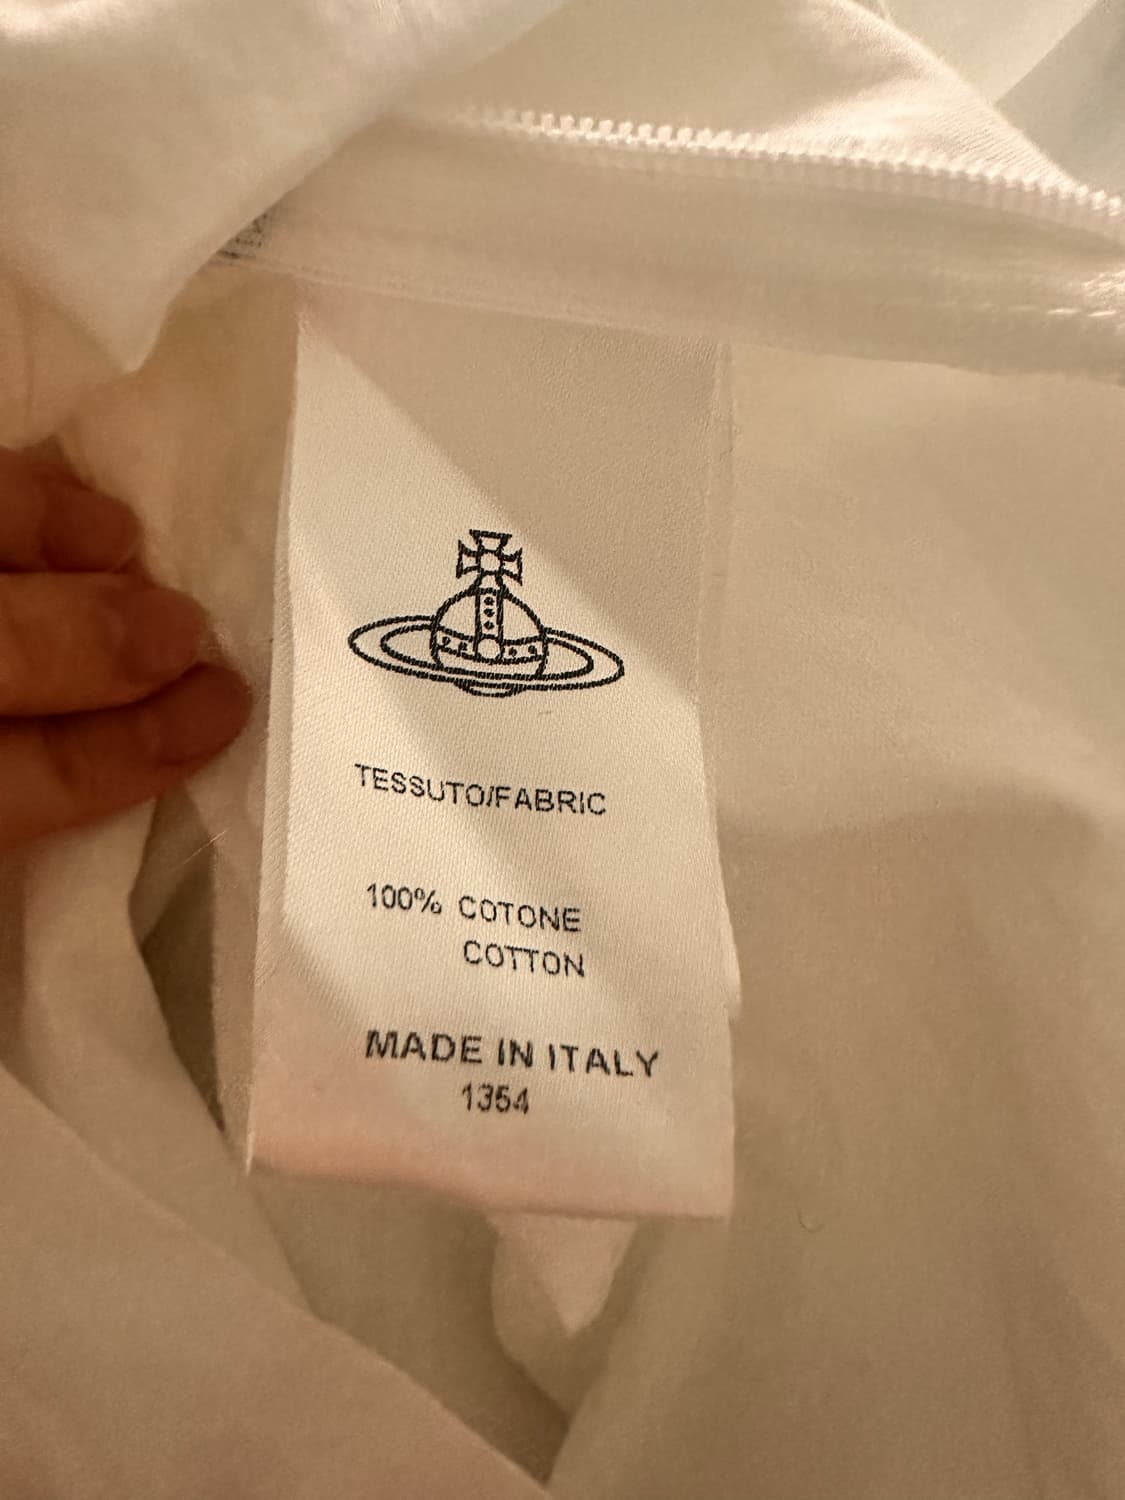 TESSUTO/FABRIC
100% COTONE
COTTON
MADE IN ITALY
1354